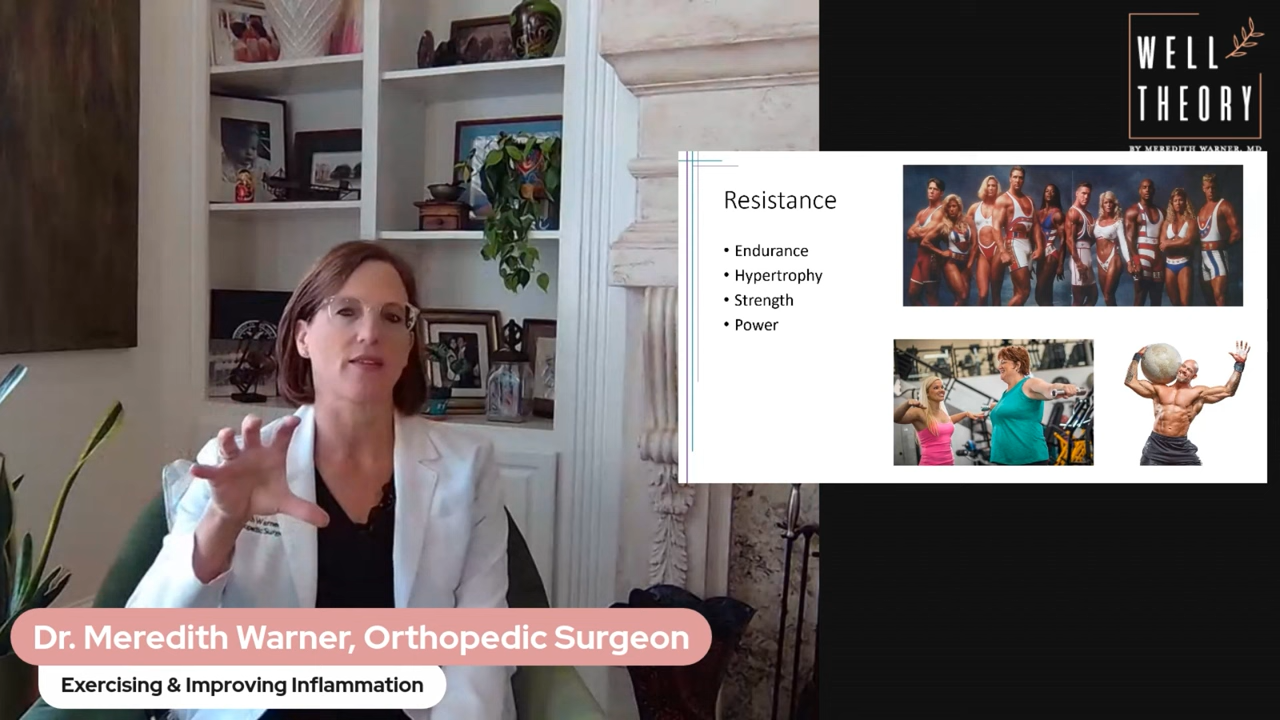 WELL
THEORY
BY MEREDITH WARNER, MD
Resistance
• Endurance
• Hypertrophy
• Strength
• Power
Dr. Meredith Warner, Orthopedic Surgeon
Exercising & Improving Inflammation